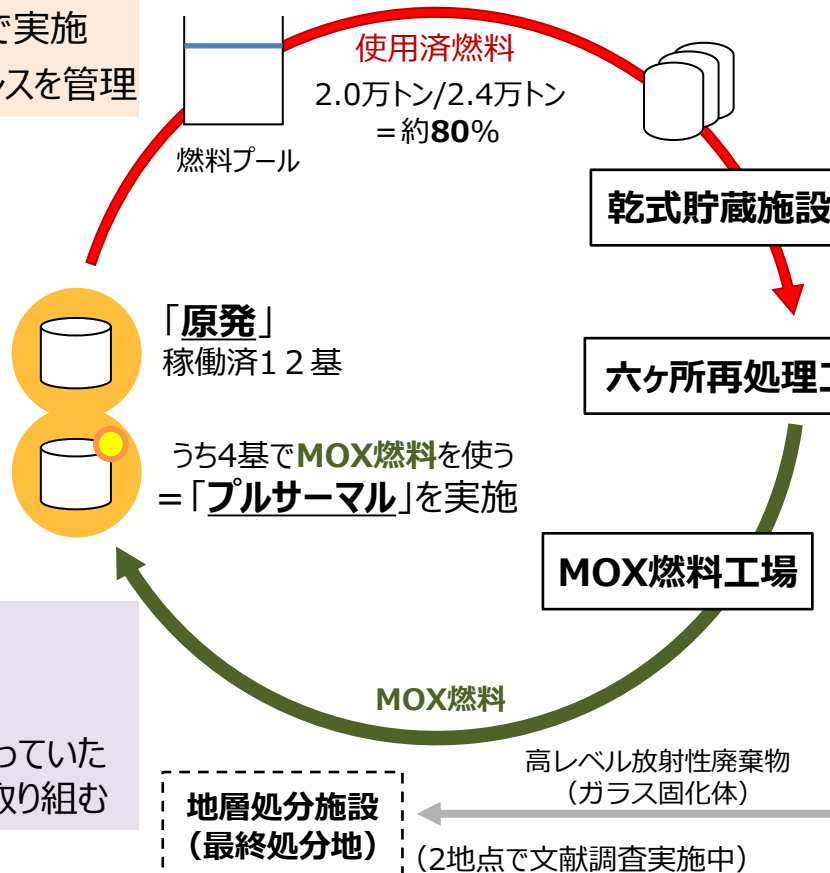 で実施
ンスを管理
使用済燃料
2.0万トン/2.4万トン
＝約80%
燃料プール
乾式貯蔵施設
「原発」
稼働済１２基
六ヶ所再処理工
うち4基でMOX燃料を使う
＝「プルサーマル」を実施
MOX燃料工場
MOX燃料
っていた
取り組む
高レベル放射性廃棄物
（ガラス固化体）
地層処分施設
（最終処分地）
（2地点で文献調査実施中）